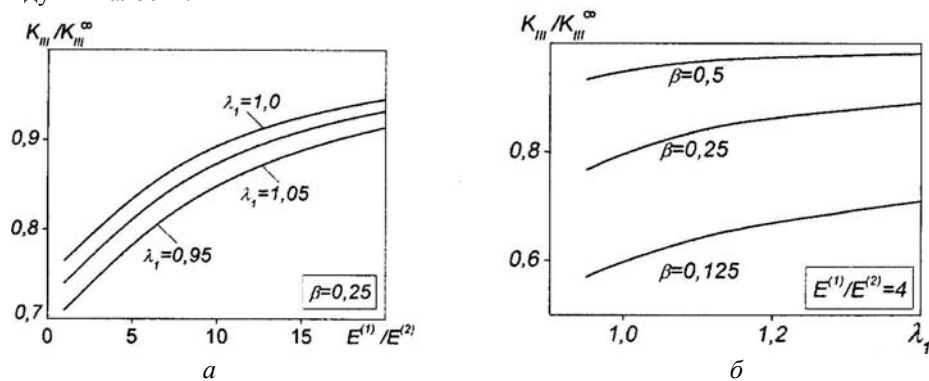 K_III /K_III^∞
K_III /K_III^∞
0,9
0,8
0,7
λ₁=1,0
λ₁=1,05
λ₁=0,95
β=0,25
0
5
10
15
E⁽¹⁾/E⁽²⁾
а
0,8
0,6
β=0,5
β=0,25
β=0,125
E⁽¹⁾/E⁽²⁾=4
1,0
1,2
λ₁
б